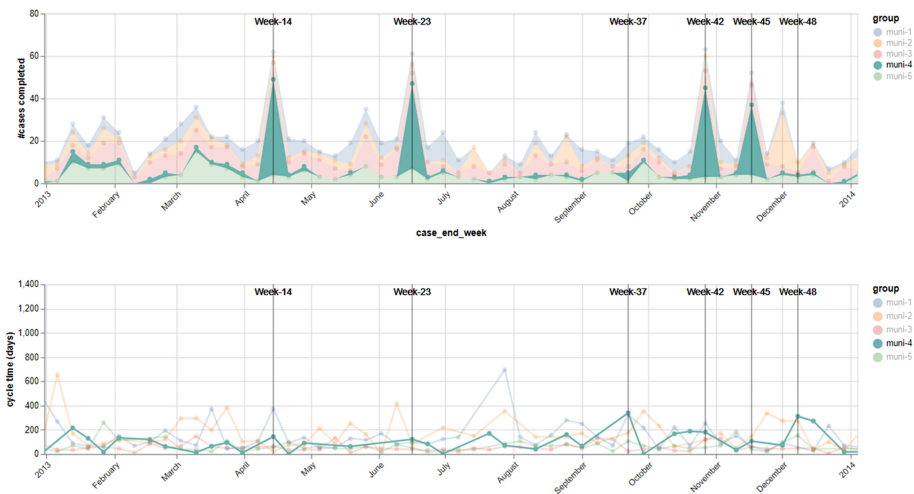 80
60
40
20
0
#cases completed
Week-14
Week-23
Week-37
Week-42
Week-45
Week-48
2013
February
March
April
May
June
July
August
September
October
November
December
2014
case_end_week
group
muni-1
muni-2
muni-3
muni-4
muni-5
1,400
1,200
1,000
800
600
400
200
0
cycle time (days)
Week-14
Week-23
Week-37
Week-42
Week-45
Week-48
2013
February
March
April
May
June
July
August
September
October
November
December
2014
group
muni-1
muni-2
muni-3
muni-4
muni-5